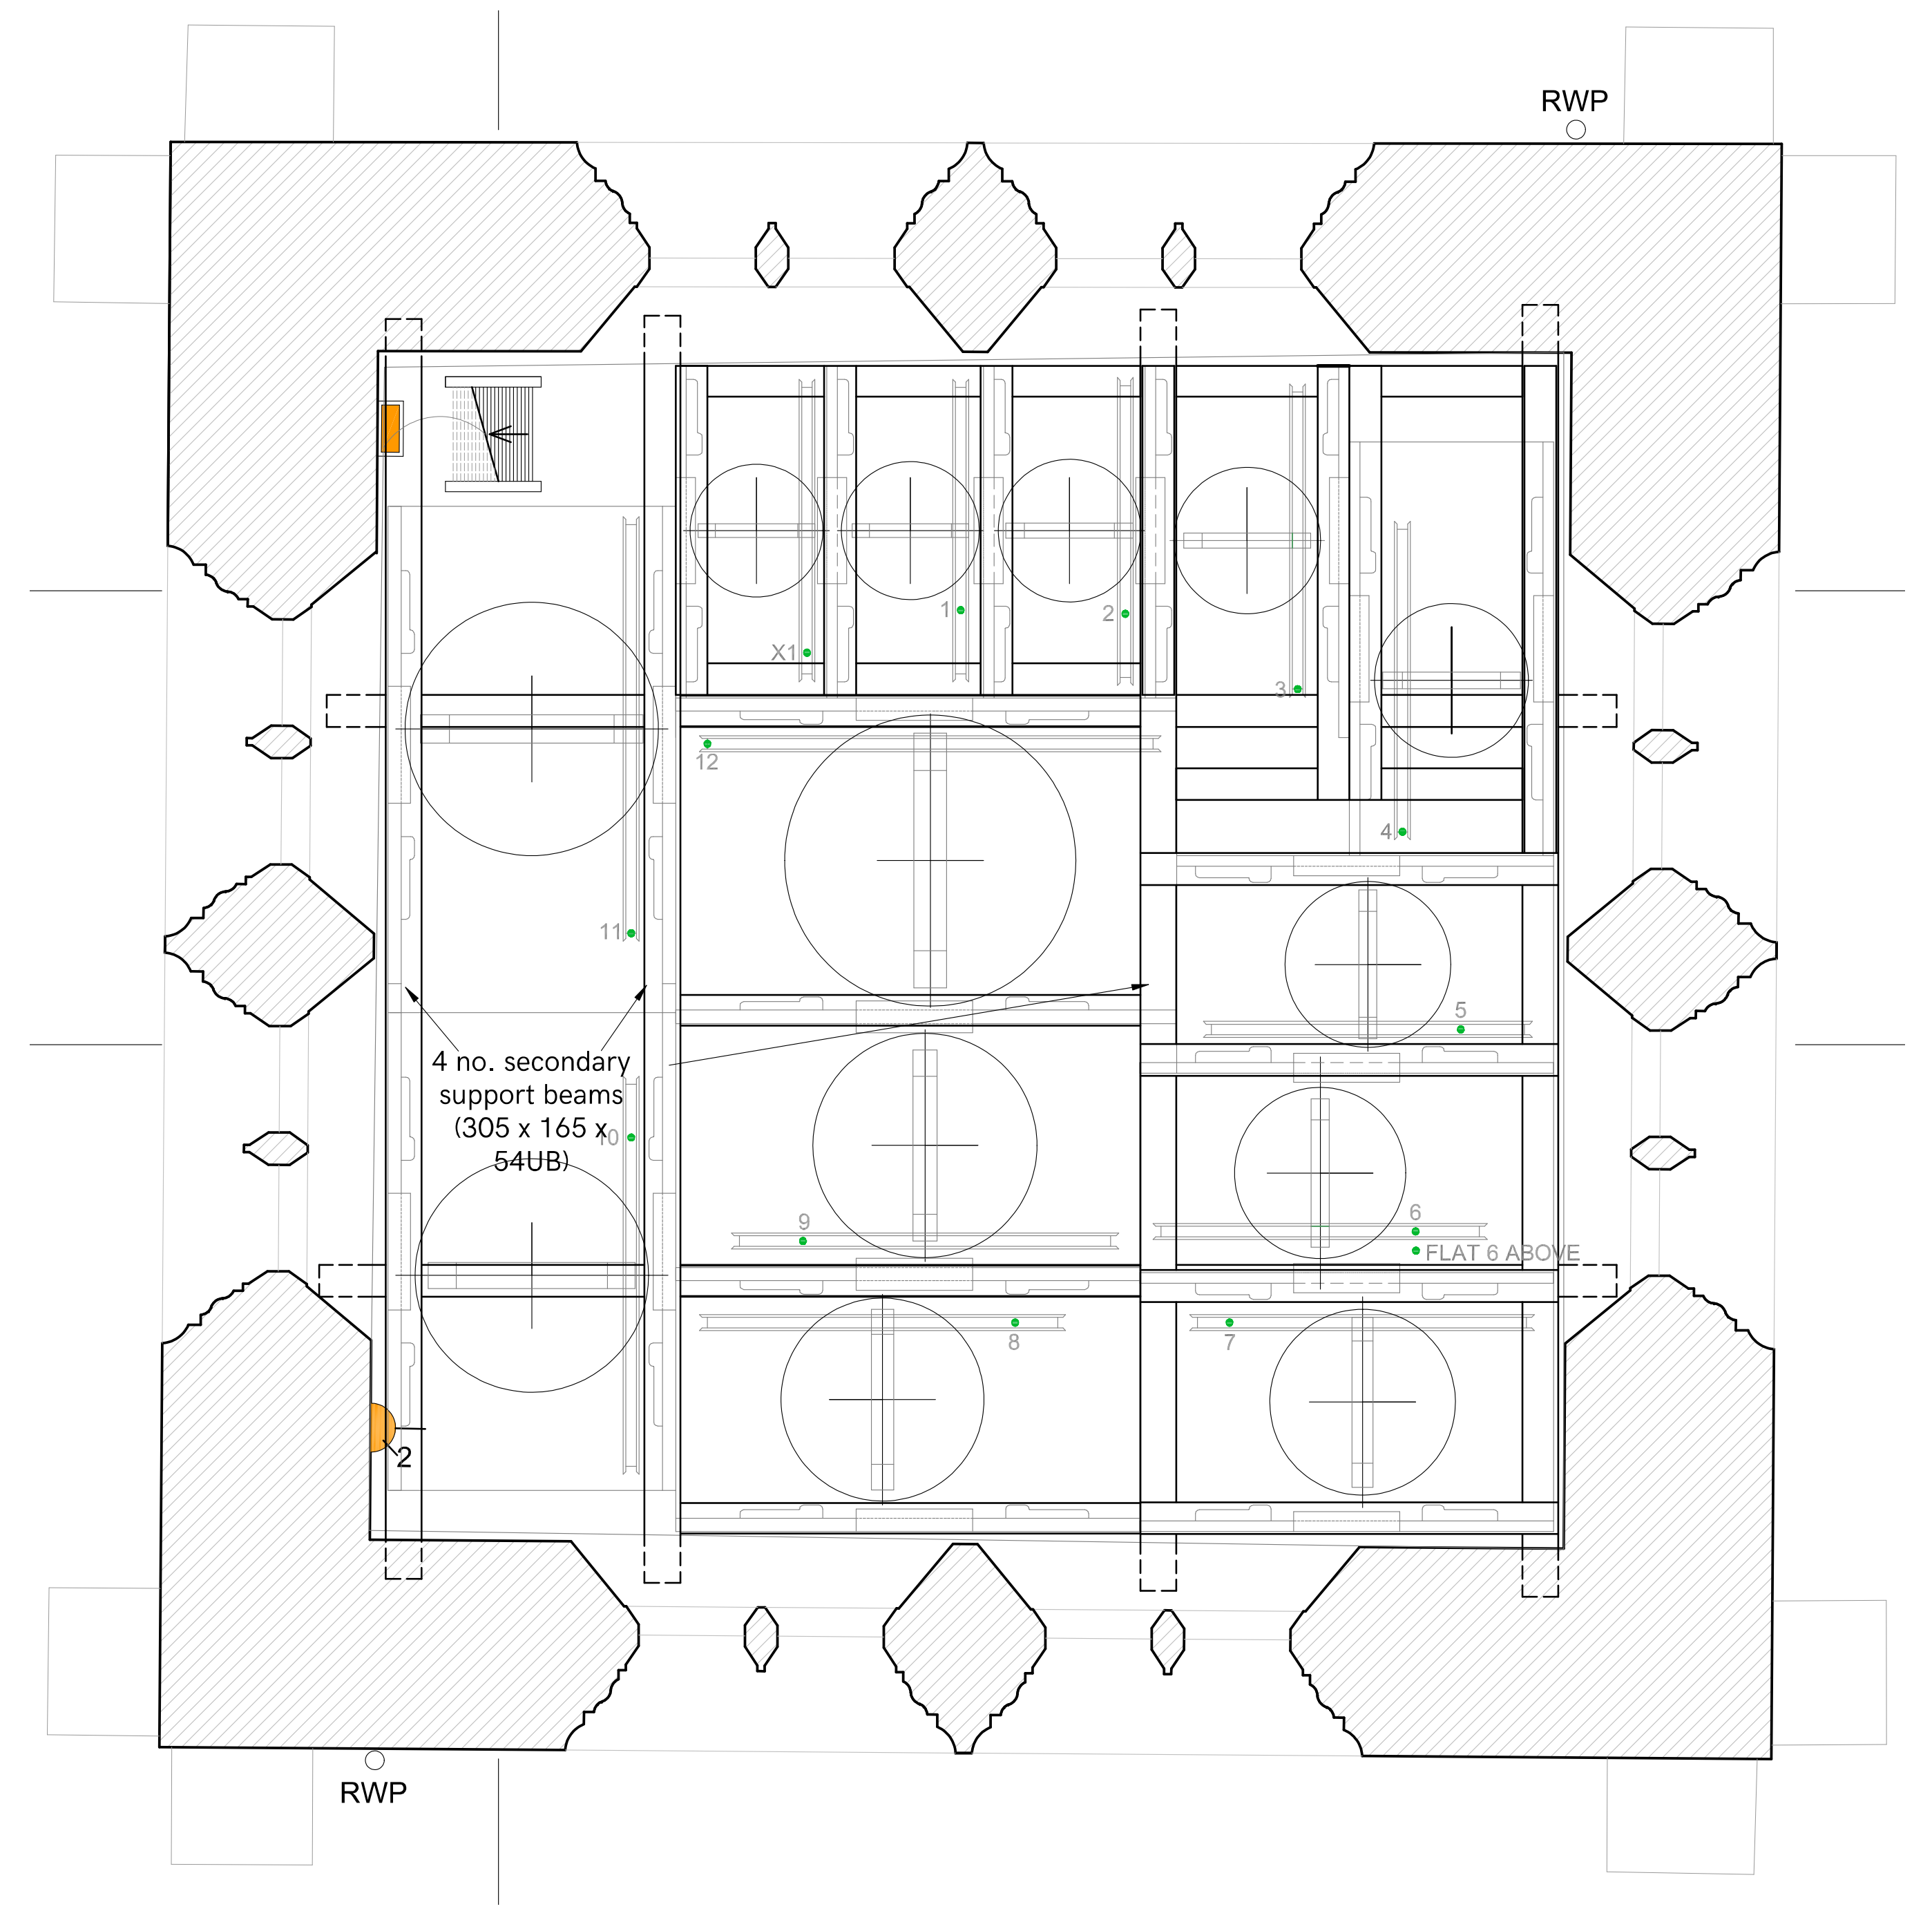 RWP
1
2
X1
3
12
4
11
5
4 no. secondary
support beams
(305 x 165 x
10
54UB)
9
6
FLAT 6 ABOVE
8
7
2
RWP